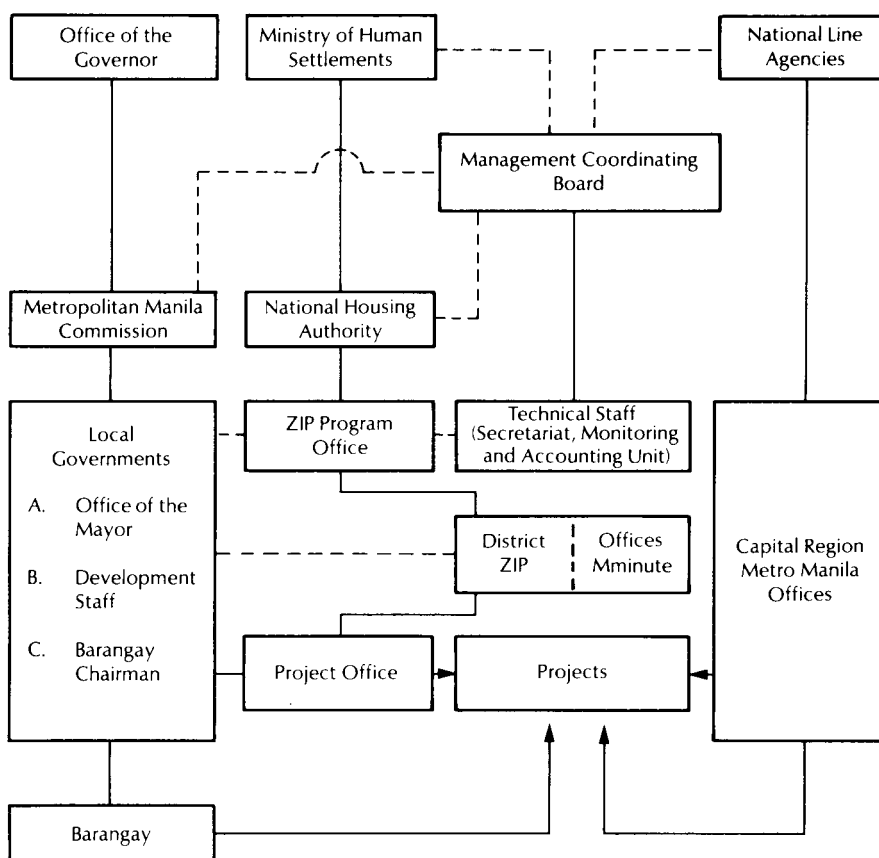 Office of the
Governor
Ministry of Human
Settlements
National Line
Agencies
Management Coordinating
Board
Metropolitan Manila
Commission
National Housing
Authority
Local
Governments
A. Office of the
Mayor
B. Development
Staff
C. Barangay
Chairman
ZIP Program
Office
Technical Staff
(Secretariat, Monitoring
and Accounting Unit)
District
ZIP
Offices
Mminute
Capital Region
Metro Manila
Offices
Project Office
Projects
Barangay